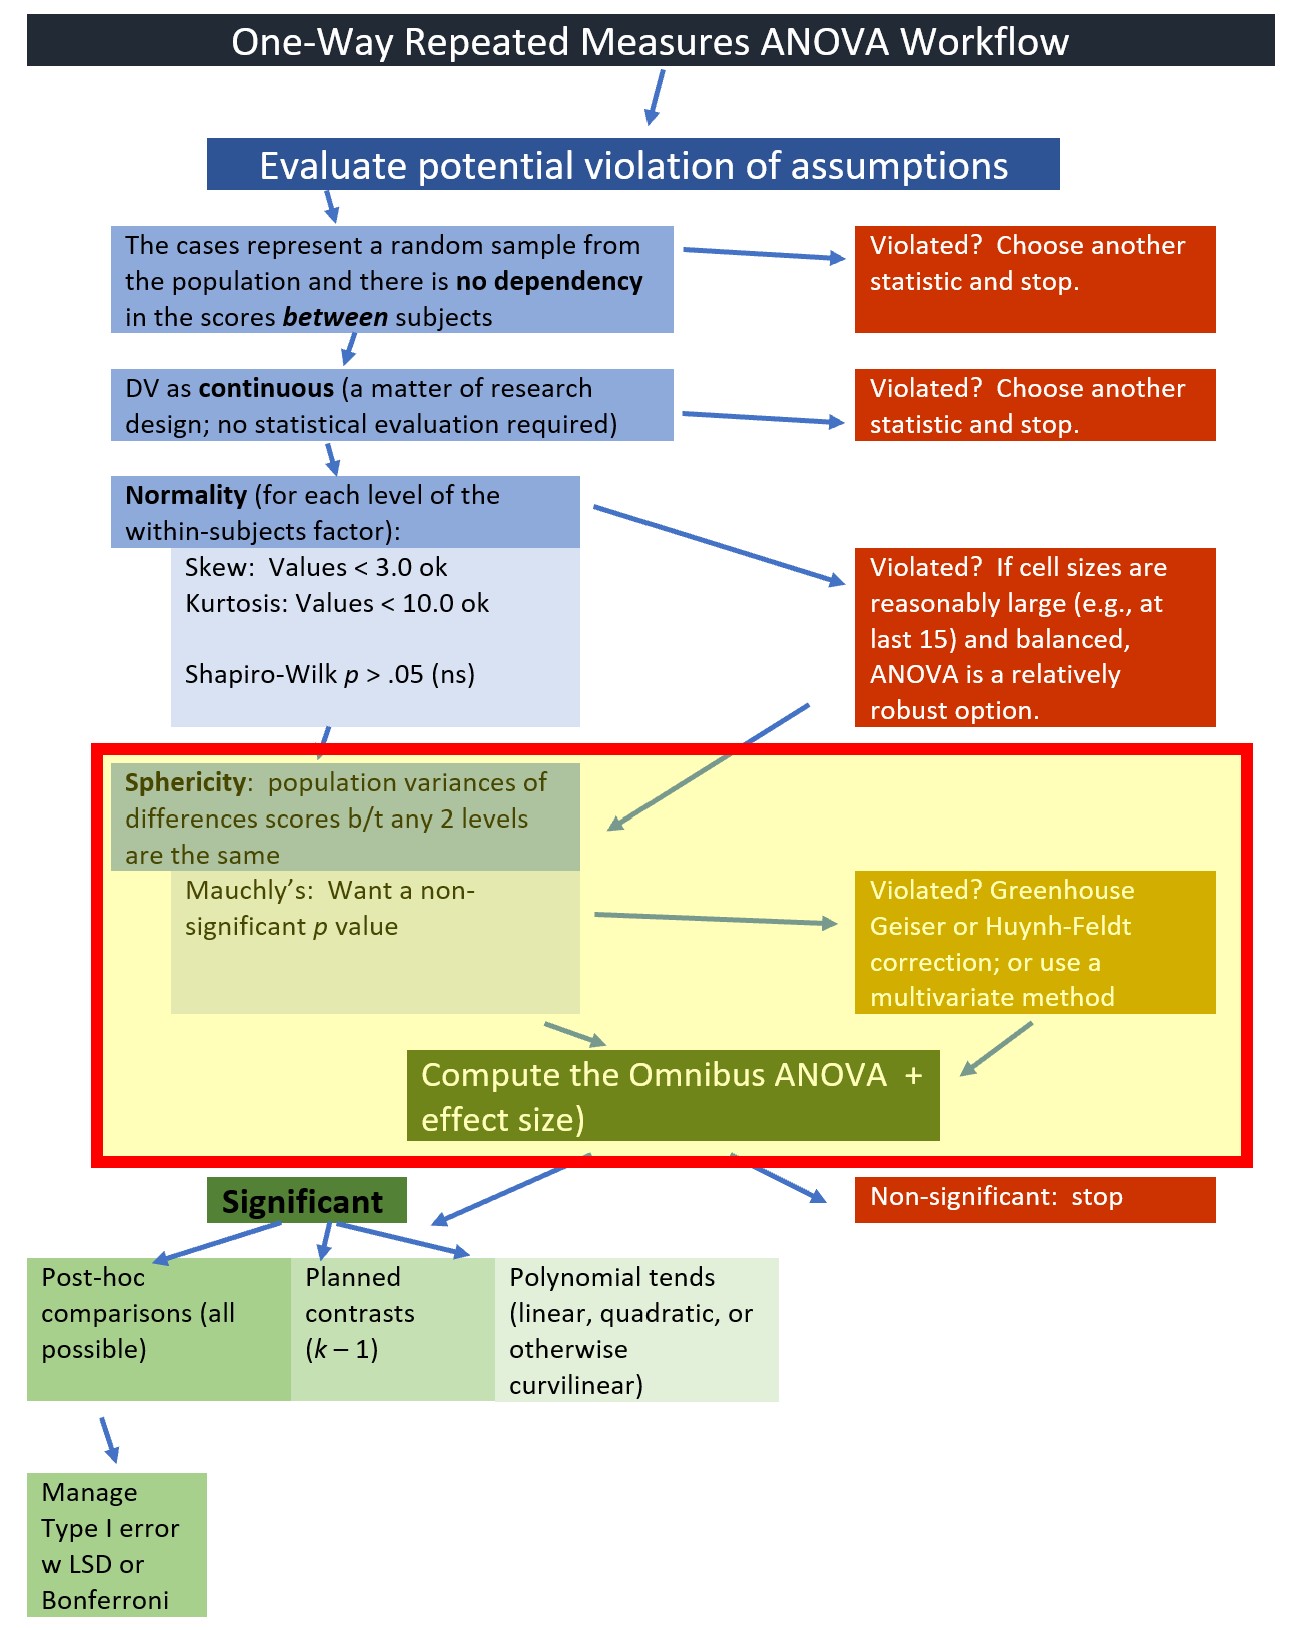 One-Way Repeated Measures ANOVA Workflow
Evaluate potential violation of assumptions
The cases represent a random sample from
the population and there is no dependency
in the scores between subjects
Violated?  Choose another
statistic and stop.
DV as continuous (a matter of research
design; no statistical evaluation required)
Violated?  Choose another
statistic and stop.
Normality (for each level of the
within-subjects factor):
Skew:  Values < 3.0 ok
Kurtosis: Values < 10.0 ok
Shapiro-Wilk p > .05 (ns)
Violated?  If cell sizes are
reasonably large (e.g., at
last 15) and balanced,
ANOVA is a relatively
robust option.
Sphericity:  population variances of
differences scores b/t any 2 levels
are the same
Mauchly's:  Want a non-
significant p value
Violated? Greenhouse
Geiser or Huynh-Feldt
correction; or use a
multivariate method
Compute the Omnibus ANOVA  +
effect size)
Significant
Non-significant:  stop
Post-hoc
comparisons (all
possible)
Planned
contrasts
(k – 1)
Polynomial tends
(linear, quadratic, or
otherwise
curvilinear)
Manage
Type I error
w LSD or
Bonferroni